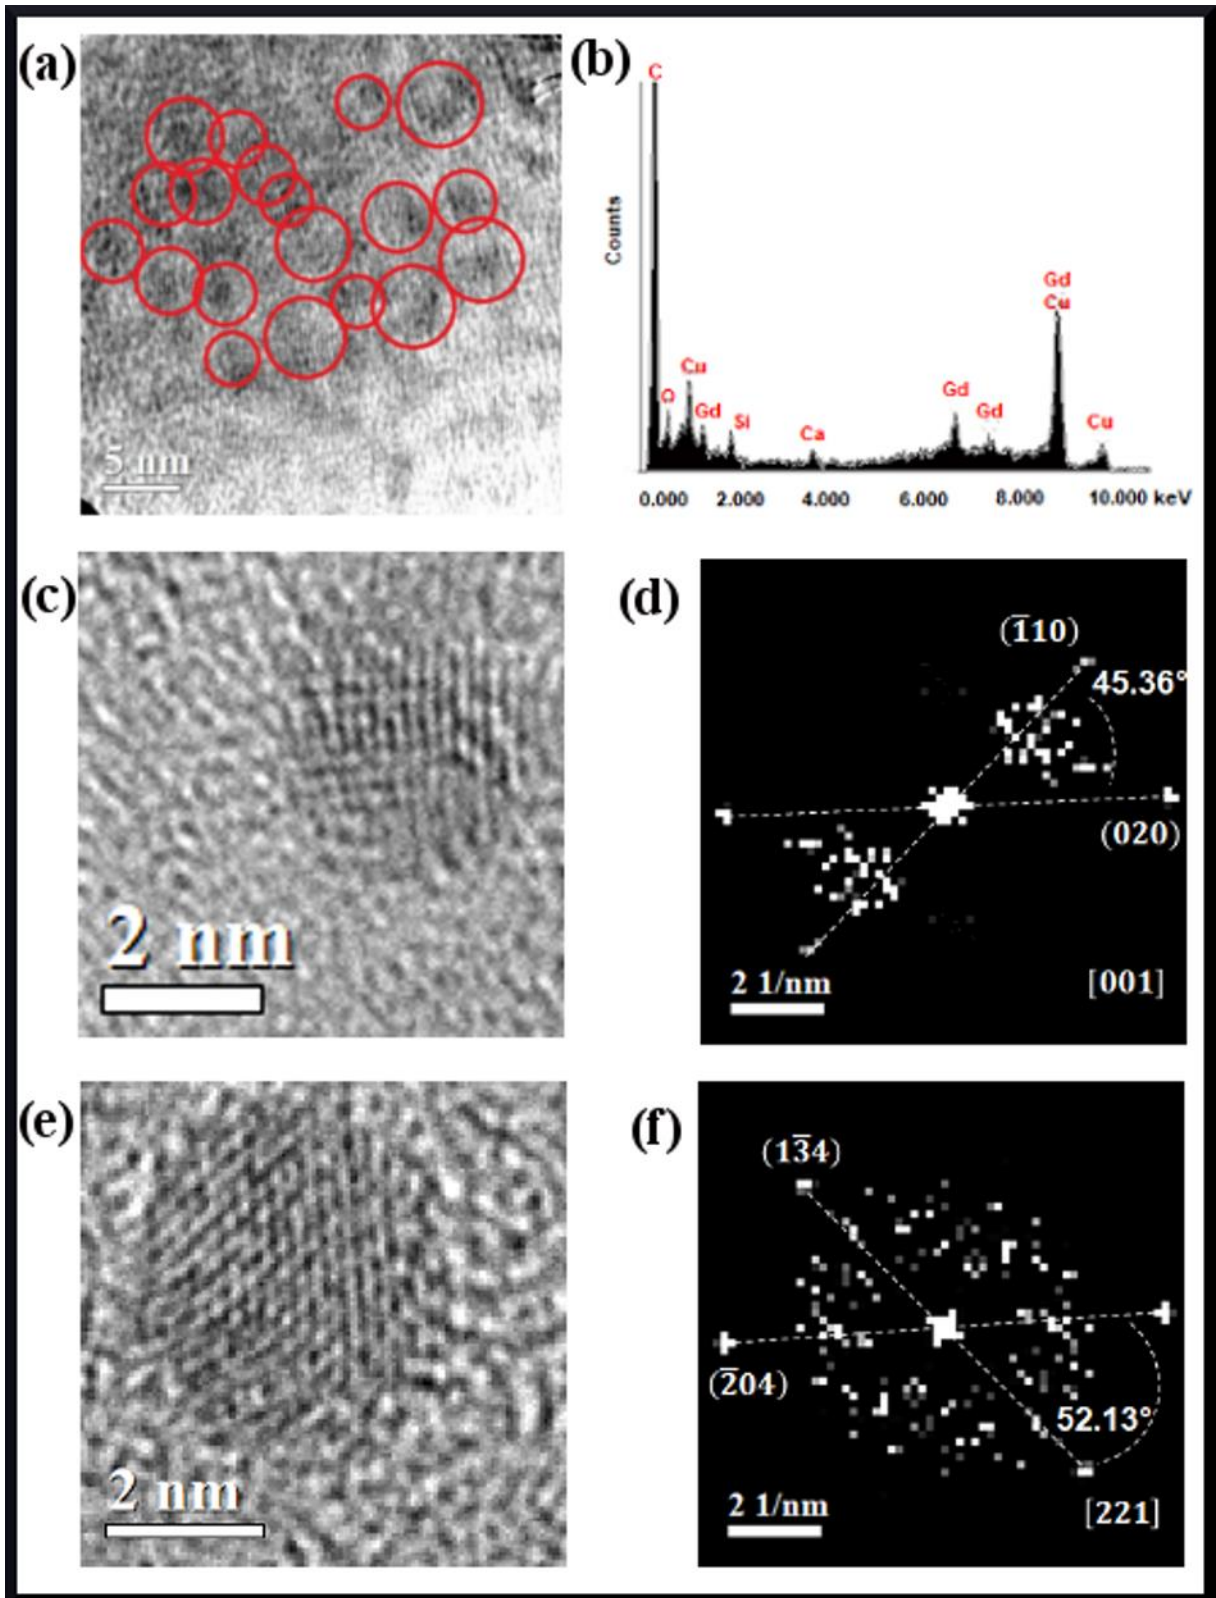 (a)
5 nm
(b)
C
Counts
O
Cu
Gd
Si
Ca
Gd
Gd
Gd
Cu
Cu
0.000 2.000 4.000 6.000 8.000 10.000 keV
(c)
2 nm
(d)
(1̅10)
45.36°
(020)
2 1/nm
[001]
(e)
2 nm
(f)
(13̅4)
(2̅04)
52.13°
2 1/nm
[221]